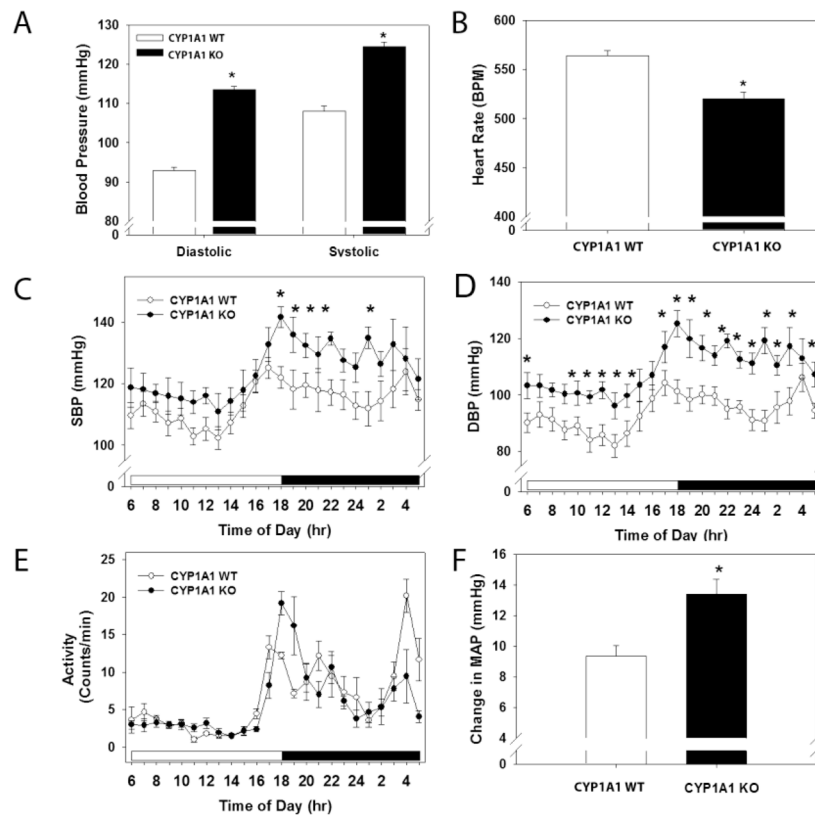 A
CYP1A1 WT
CYP1A1 KO
Blood Pressure (mmHg)
130
120
110
100
90
80
0
*
*
Diastolic
Systolic
B
Heart Rate (BPM)
600
550
500
450
400
0
*
CYP1A1 WT
CYP1A1 KO
C
CYP1A1 WT
CYP1A1 KO
SBP
140
120
100
0
* * * * *
6 8 10 12 14 16 18 20 22 24 2 4
Time of Day (hr)
D
CYP1A1 WT
CYP1A1 KO
DBP
140
120
100
80
0
* * * * * * * * * * * * * * * * * *
6 8 10 12 14 16 18 20 22 24 2 4
Time of Day (hr)
E
CYP1A1 WT
CYP1A1 KO
Activity
(Counts/min)
25
20
15
10
5
0
6 8 10 12 14 16 18 20 22 24 2 4
Time of Day (hr)
F
Change in MAP (mmHg)
16
14
12
10
8
6
4
0
*
CYP1A1 WT
CYP1A1 KO